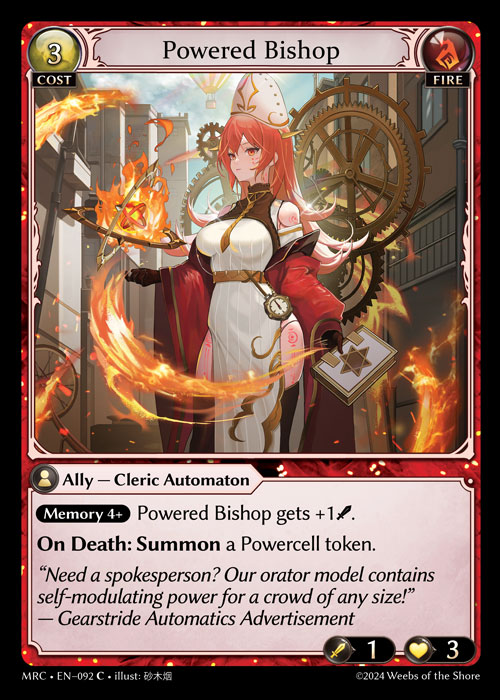 3
COST
Powered Bishop
FIRE
Ally — Cleric Automaton
Memory 4+ Powered Bishop gets +1.
On Death: Summon a Powercell token.
“Need a spokesperson? Our orator model contains
self-modulating power for a crowd of any size!”
— Gearstride Automatics Advertisement
1
3
MRC • EN–092 C • illust: 砂木烟
©2024 Weebs of the Shore